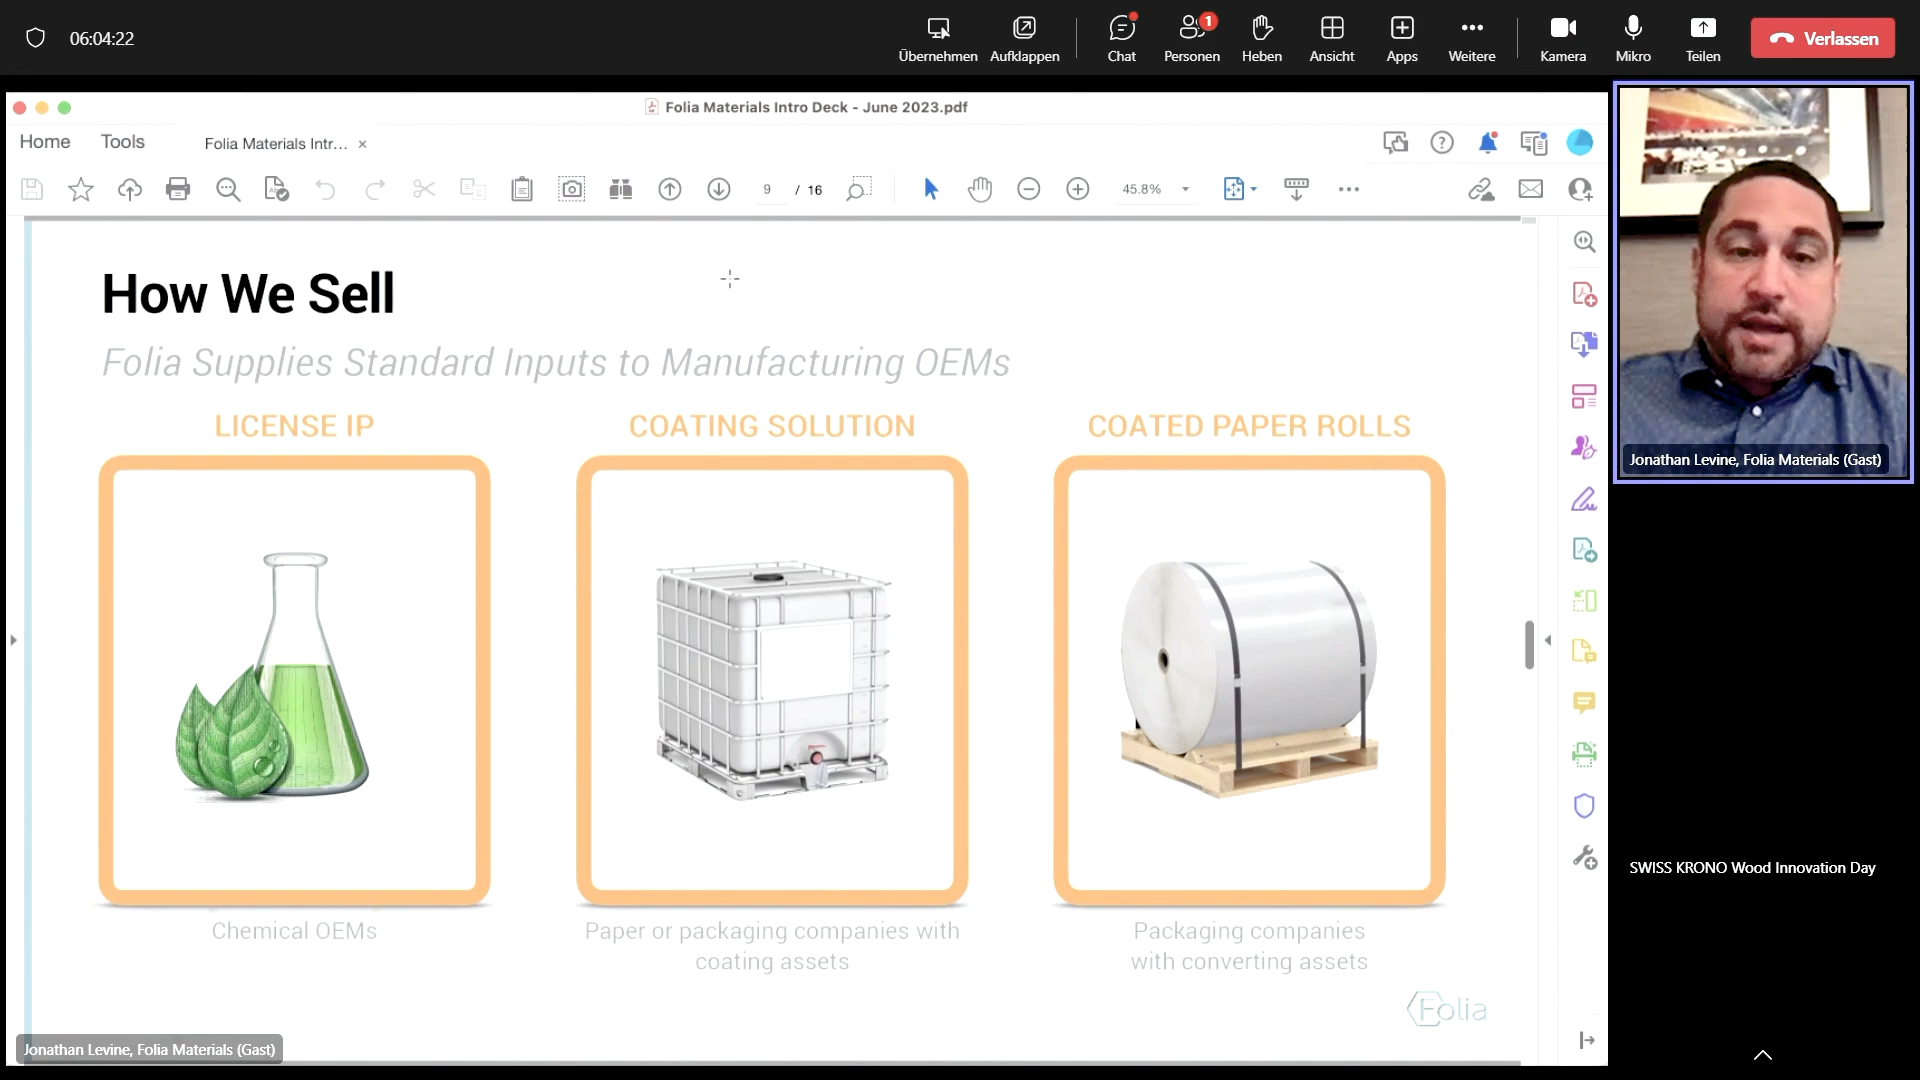 06:04:22
Übernehmen
Aufklappen
Chat
1
Personen
Heben
Ansicht
Apps
Weitere
Kamera
Mikro
Teilen
Verlassen
Folia Materials Intro Deck - June 2023.pdf
Home
Tools
Folia Materials Intr...
9 / 16
45.8%
How We Sell
Folia Supplies Standard Inputs to Manufacturing OEMs
LICENSE IP
COATING SOLUTION
COATED PAPER ROLLS
Chemical OEMs
Paper or packaging companies with
coating assets
Packaging companies
with converting assets
Folia
Jonathan Levine, Folia Materials (Gast)
Jonathan Levine, Folia Materials (Gast)
SWISS KRONO Wood Innovation Day